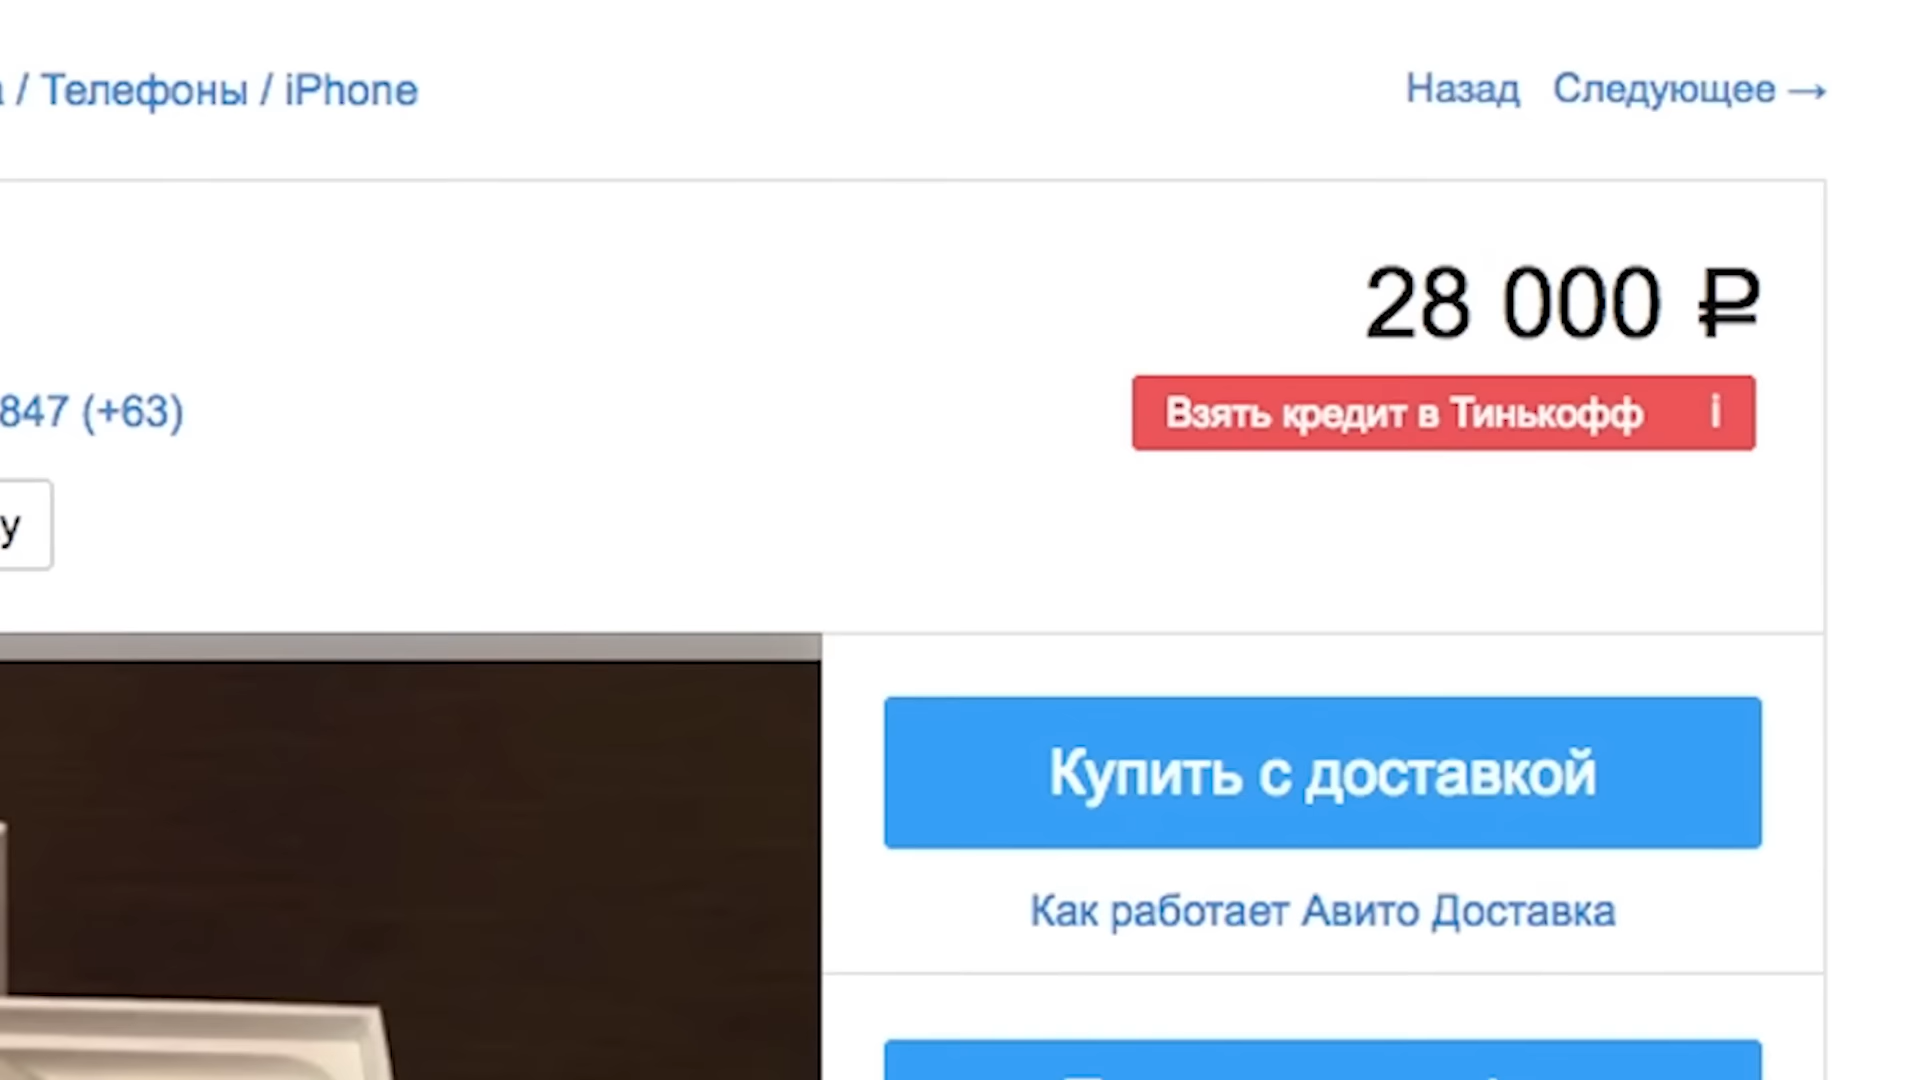 / Телефоны / iPhone
Назад Следующее →
28 000 ₽
Взять кредит в Тинькофф i
847 (+63)
у
Купить с доставкой
Как работает Авито Доставка